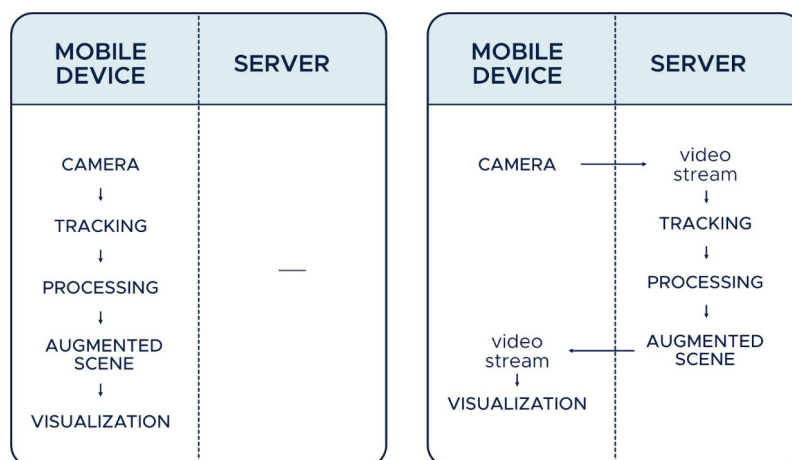 MOBILE
DEVICE
SERVER
CAMERA
TRACKING
PROCESSING
AUGMENTED
SCENE
VISUALIZATION
MOBILE
DEVICE
SERVER
CAMERA
video
stream
TRACKING
PROCESSING
AUGMENTED
SCENE
video
stream
VISUALIZATION